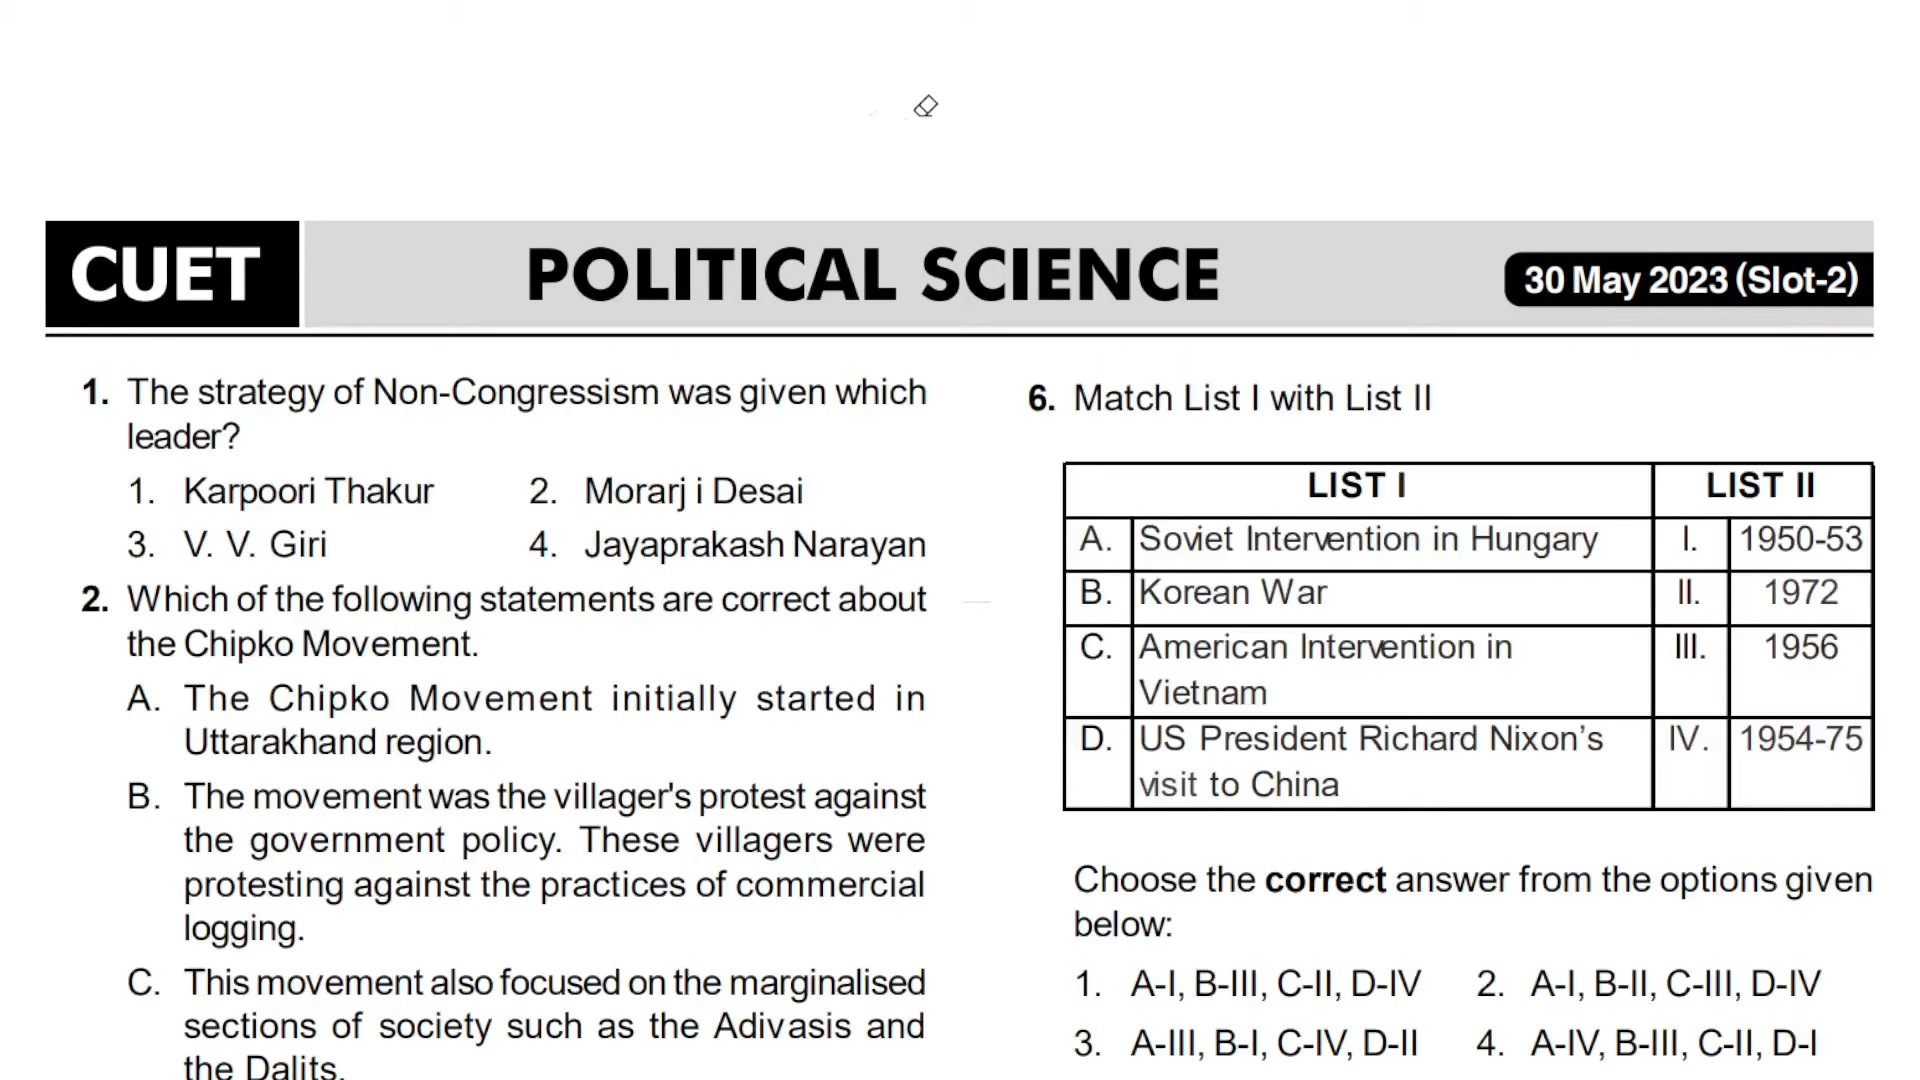 CUET
POLITICAL SCIENCE
30 May 2023 (Slot-2)
1. The strategy of Non-Congressism was given which
leader?
1. Karpoori Thakur 2. Morarj i Desai
3. V. V. Giri 4. Jayaprakash Narayan
2. Which of the following statements are correct about
the Chipko Movement.
A. The Chipko Movement initially started in
Uttarakhand region.
B. The movement was the villager's protest against
the government policy. These villagers were
protesting against the practices of commercial
logging.
C. This movement also focused on the marginalised
sections of society such as the Adivasis and
the Dalits.
6. Match List I with List II
LIST I LIST II
A. Soviet Intervention in Hungary I. 1950-53
B. Korean War II. 1972
C. American Intervention in III. 1956
Vietnam
D. US President Richard Nixon’s IV. 1954-75
visit to China
Choose the correct answer from the options given
below:
1. A-I, B-III, C-II, D-IV 2. A-I, B-II, C-III, D-IV
3. A-III, B-I, C-IV, D-II 4. A-IV, B-III, C-II, D-I